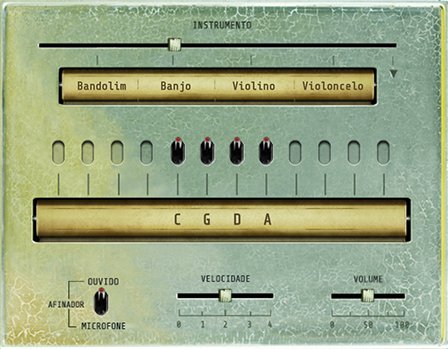 INSTRUMENTO
Bandolim Banjo Violino Violoncelo
C G D A
OUVIDO
AFINADOR
MICROFONE
VELOCIDADE
0 1 2 3 4
VOLUME
0 50 100